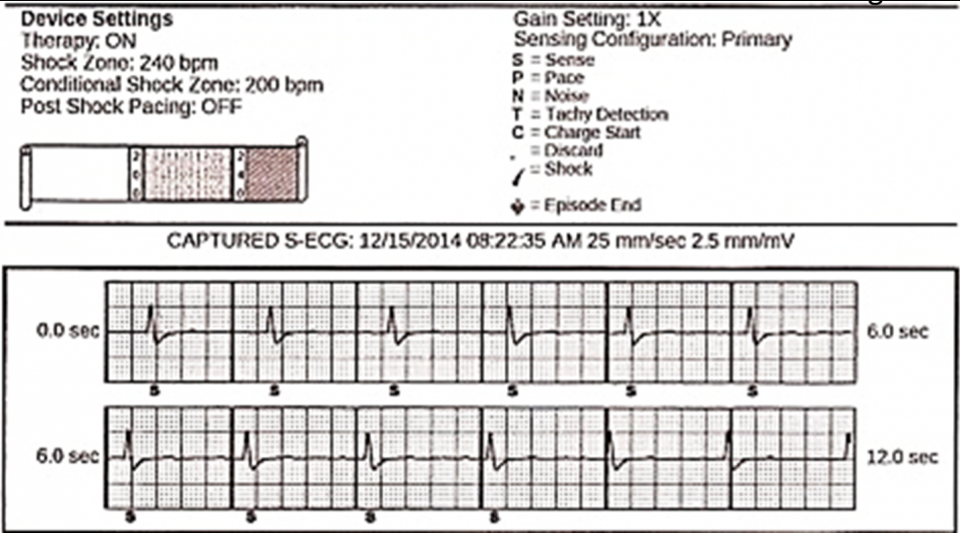 Device Settings
Therapy: ON
Shock Zone: 240 bpm
Conditional Shock Zone: 200 bpm
Post Shock Pacing: OFF
200
240
Gain Setting: 1X
Sensing Configuration: Primary
S = Sense
P = Pace
N = Noise
T = Tachy Detection
C = Charge Start
. = Discard
= Shock
= Episode End
CAPTURED S-ECG: 12/15/2014 08:22:35 AM 25 mm/sec 2.5 mm/mV
0.0 sec
6.0 sec
S S S S S S
6.0 sec
12.0 sec
S S S S